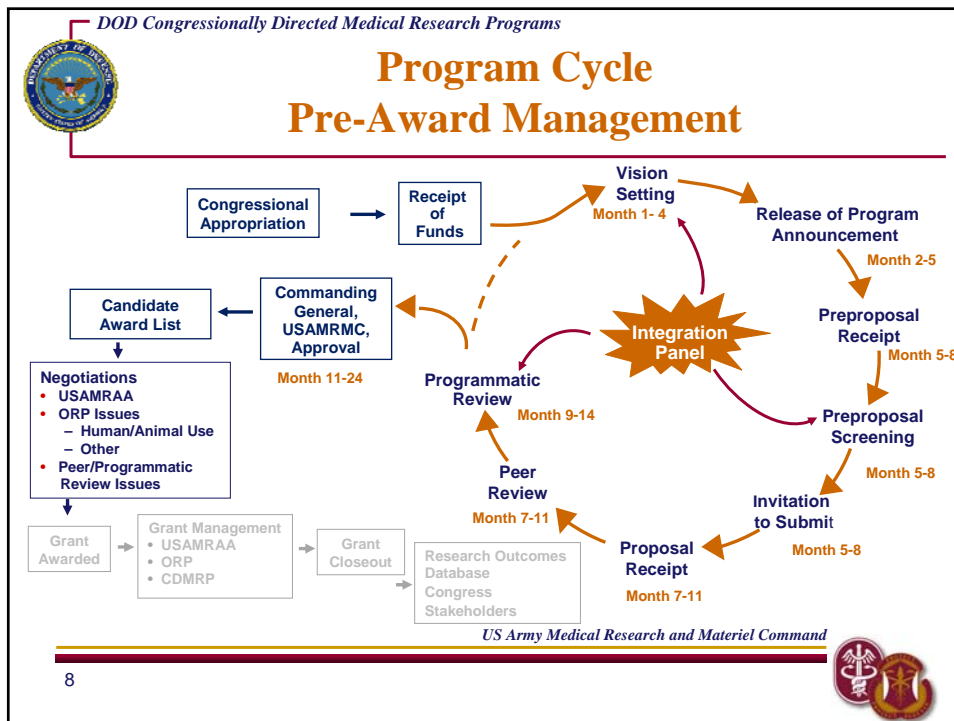 DOD Congressionally Directed Medical Research Programs
Program Cycle
Pre-Award Management
Congressional
Appropriation
Receipt
of
Funds
Vision
Setting
Month 1- 4
Release of Program
Announcement
Month 2-5
Preproposal
Receipt
Month 5-8
Preproposal
Screening
Month 5-8
Invitation
to Submit
Month 5-8
Proposal
Receipt
Month 7-11
Peer
Review
Month 7-11
Programmatic
Review
Month 9-14
Integration
Panel
Commanding
General,
USAMRMC,
Approval
Month 11-24
Candidate
Award List
Negotiations
• USAMRAA
• ORP Issues
– Human/Animal Use
– Other
• Peer/Programmatic
Review Issues
Grant
Awarded
Grant Management
• USAMRAA
• ORP
• CDMRP
Grant
Closeout
Research Outcomes
Database
Congress
Stakeholders
US Army Medical Research and Materiel Command
8